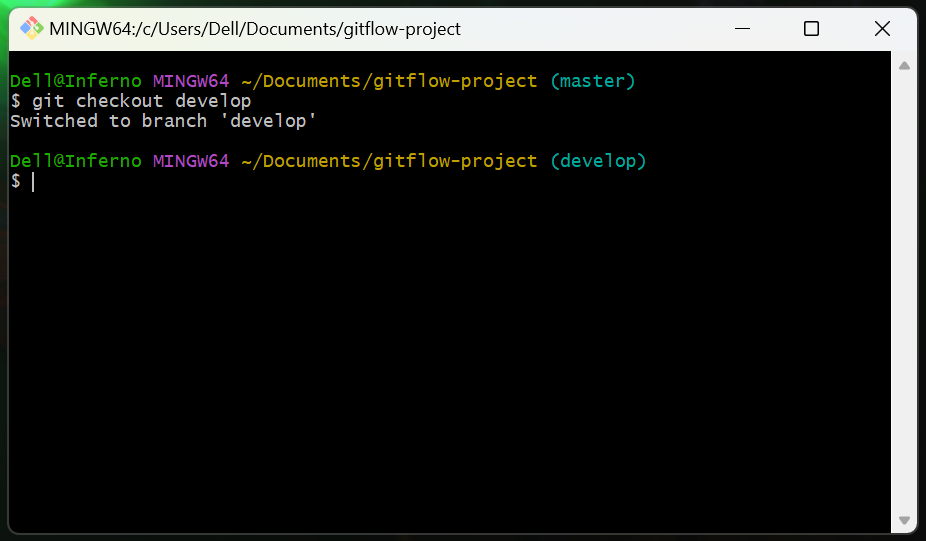 MINGW64:/c/Users/Dell/Documents/gitflow-project
Dell@Inferno MINGW64 ~/Documents/gitflow-project (master)
$ git checkout develop
Switched to branch 'develop'
Dell@Inferno MINGW64 ~/Documents/gitflow-project (develop)
$